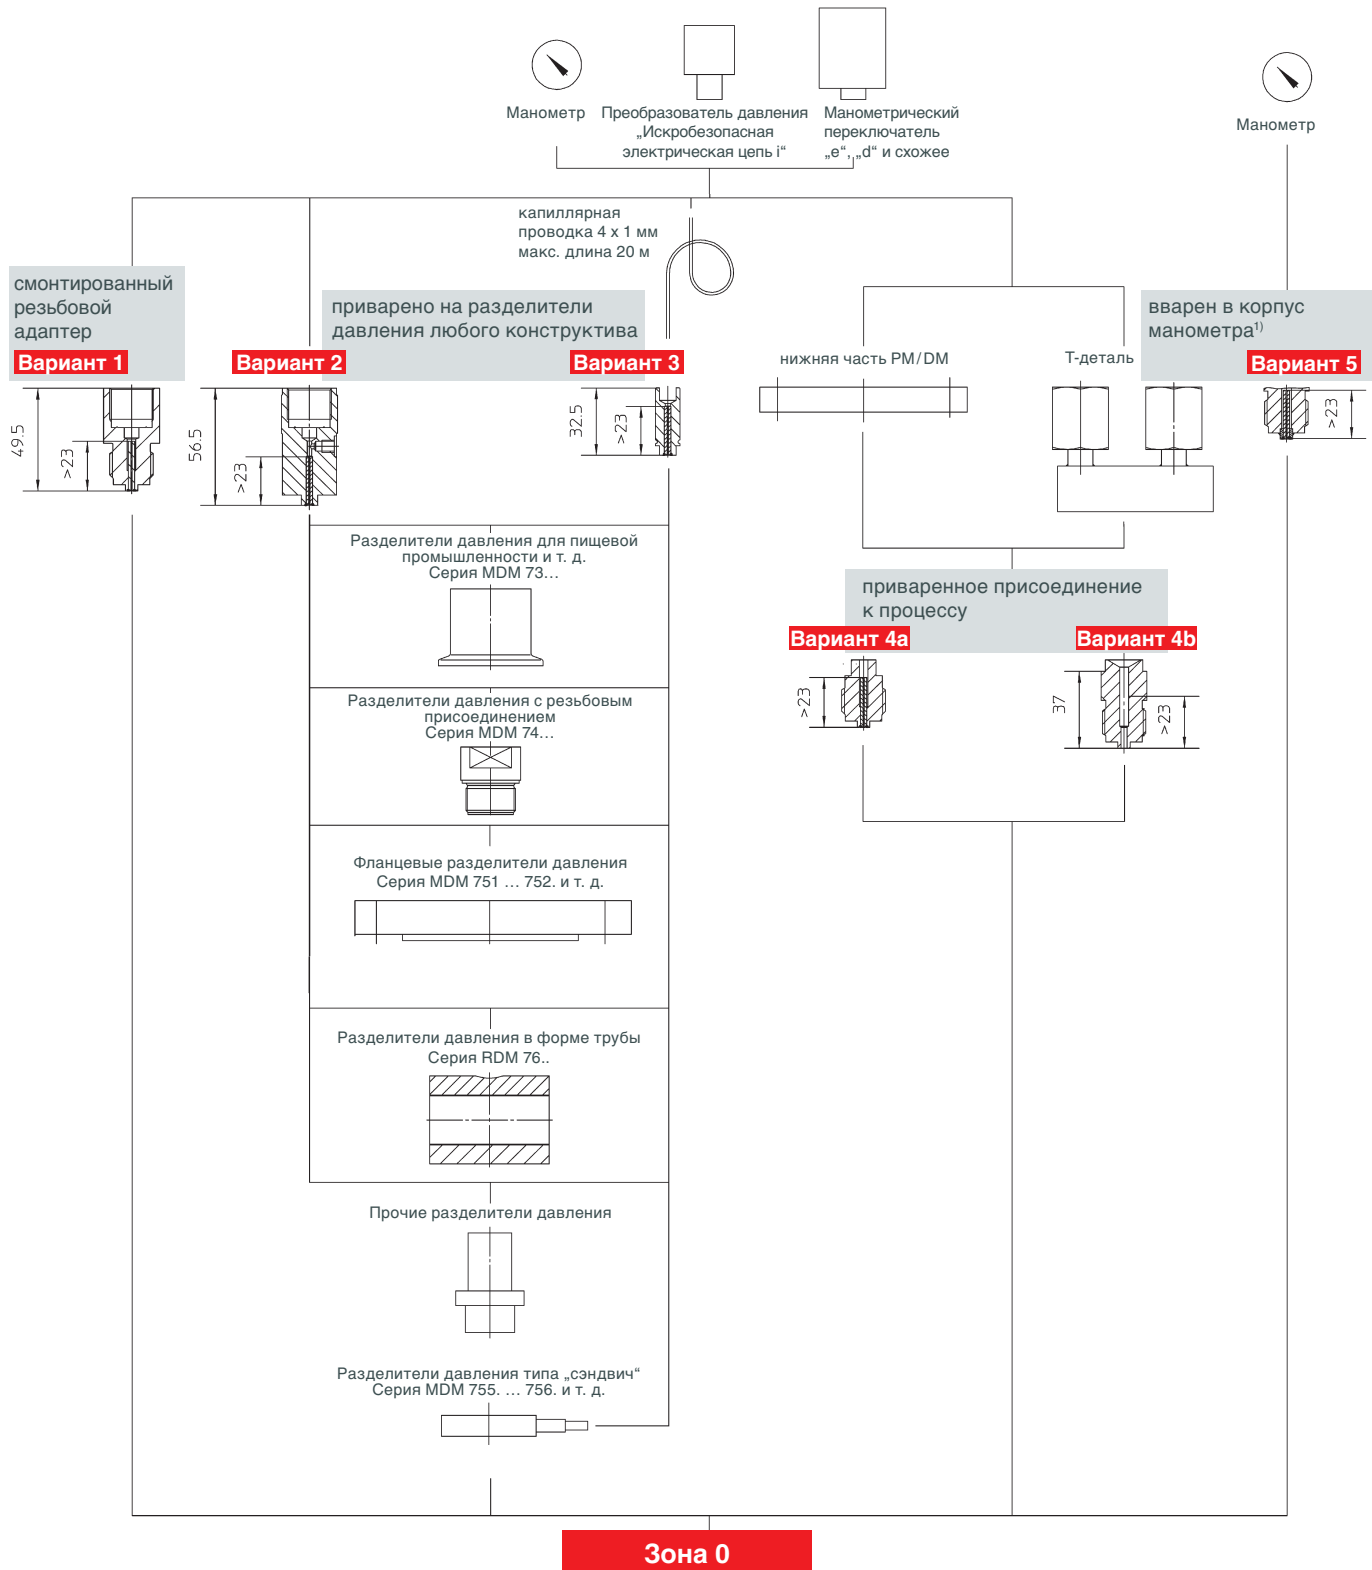 Манометр
Преобразователь давления
„Искробезопасная
электрическая цепь i“
Манометрический
переключатель
„e“, „d“ и схожее
Манометр
капиллярная
проводка 4 x 1 мм
макс. длина 20 м
смонтированный
резьбовой
адаптер
Вариант 1
приварено на разделители
давления любого конструктива
Вариант 2
Вариант 3
нижняя часть PM/DM
Т-деталь
вварен в корпус
манометра1)
Вариант 5
49.5
>23
56.5
>23
32.5
>23
>23
Разделители давления для пищевой
промышленности и т. д.
Серия MDM 73...
приваренное присоединение
к процессу
Вариант 4a
Вариант 4b
>23
37
>23
Разделители давления с резьбовым
присоединением
Серия MDM 74...
Фланцевые разделители давления
Серия MDM 751 ... 752. и т. д.
Разделители давления в форме трубы
Серия RDM 76..
Прочие разделители давления
Разделители давления типа „сэндвич“
Серия MDM 755. ... 756. и т. д.
Зона 0